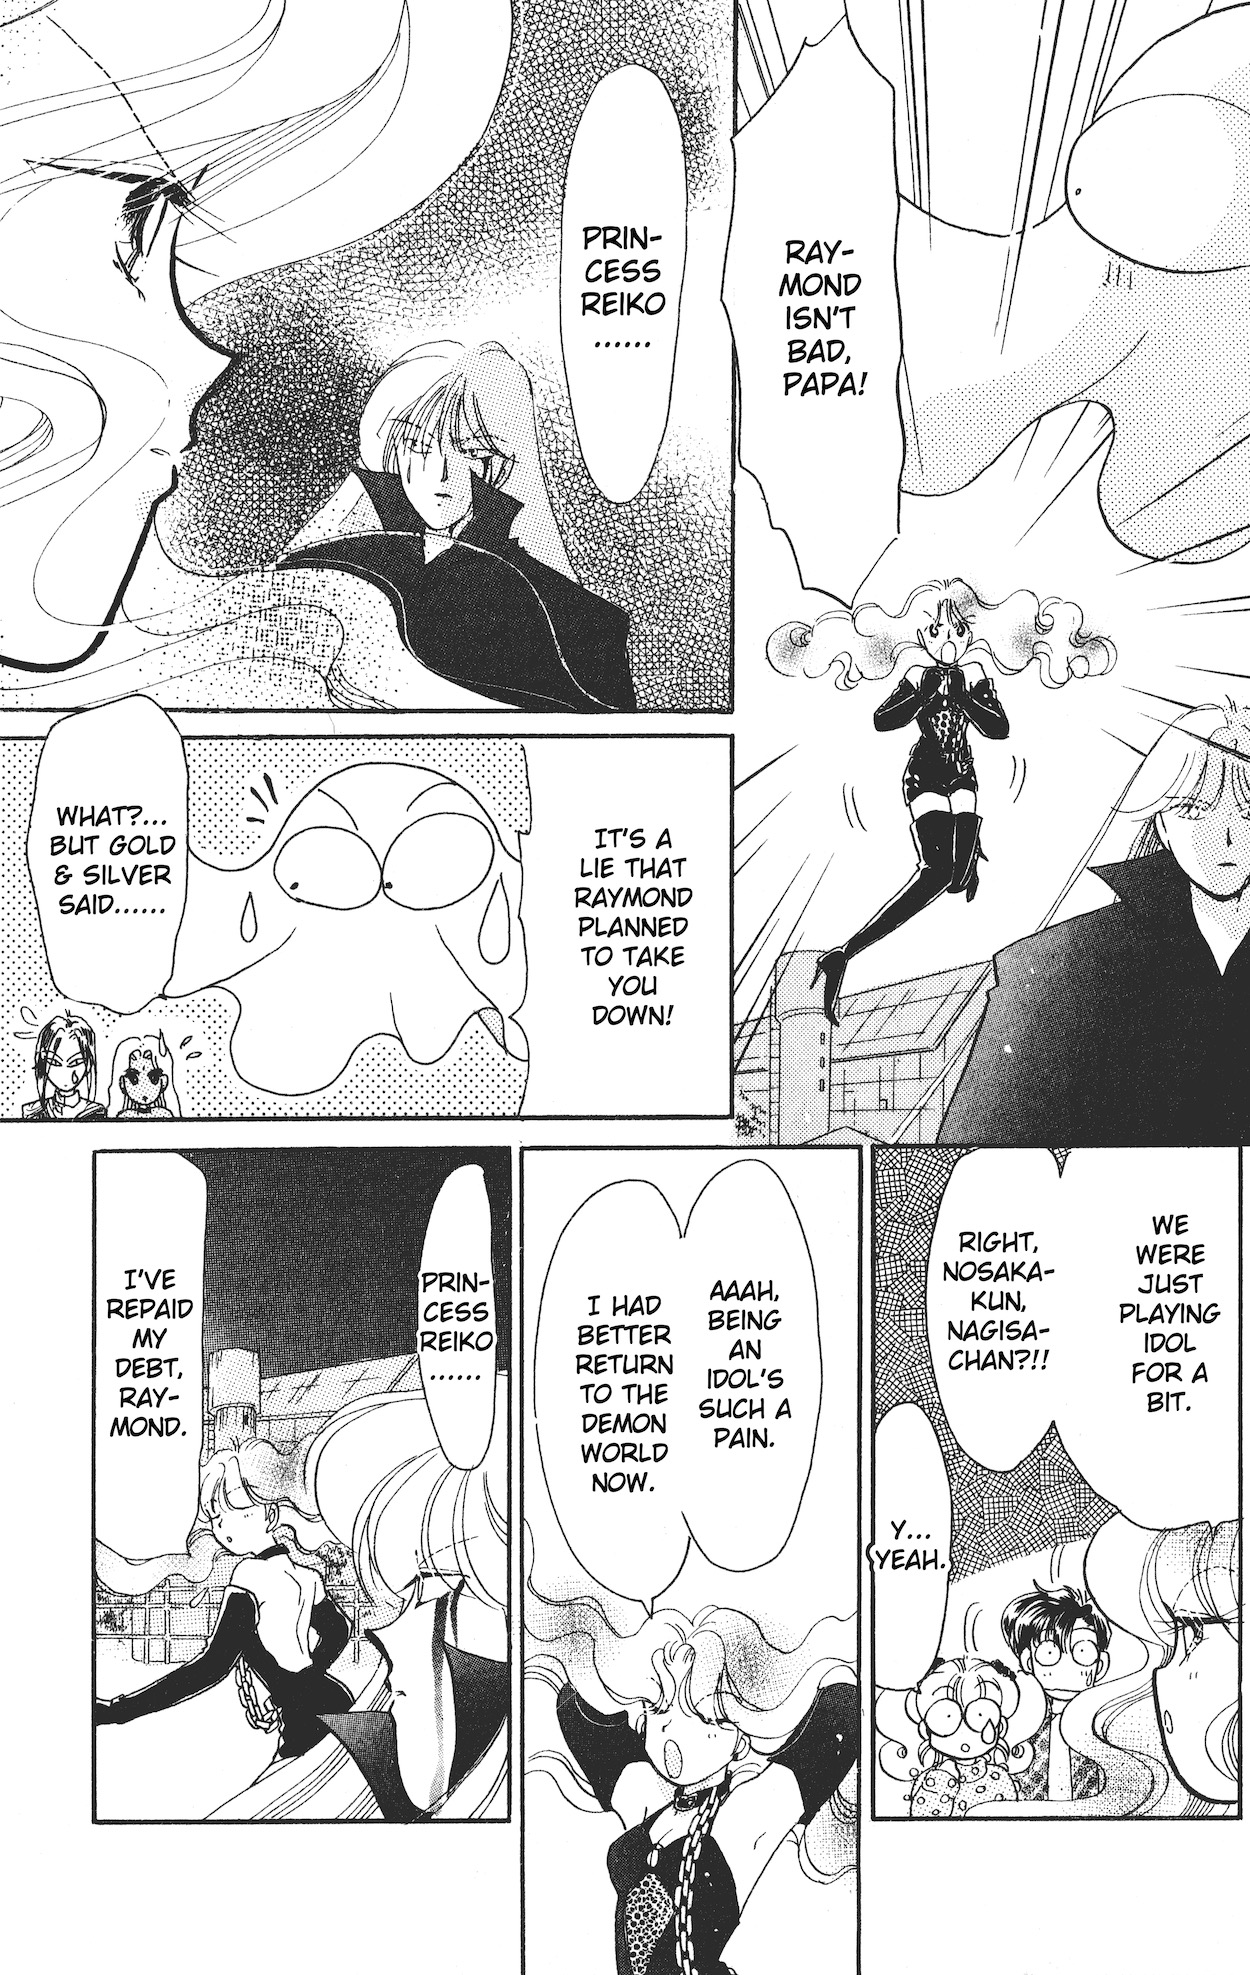 RAY-
MOND
ISN'T
BAD,
PAPA!
PRIN-
CESS
REIKO
......
IT'S A
LIE THAT
RAYMOND
PLANNED
TO TAKE
YOU
DOWN!
WHAT?...
BUT GOLD
& SILVER
SAID......
WE
WERE
JUST
PLAYING
IDOL
FOR A
BIT.
RIGHT,
NOSAKA-
KUN,
NAGISA-
CHAN?!!
Y...
YEAH.
AAAH,
BEING
AN
IDOL'S
SUCH A
PAIN.
I HAD
BETTER
RETURN
TO THE
DEMON
WORLD
NOW.
PRIN-
CESS
REIKO
......
I'VE
REPAID
MY
DEBT,
RAY-
MOND.